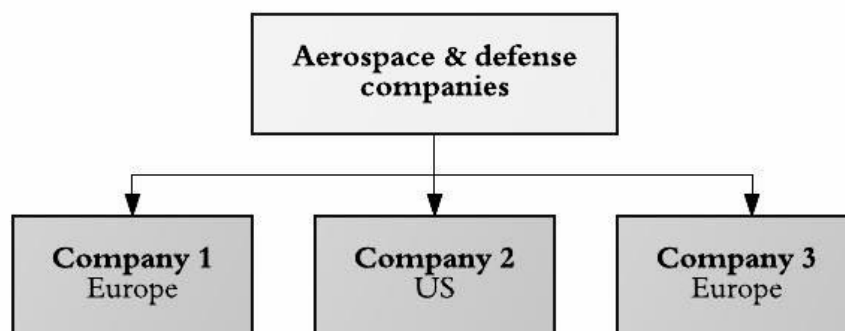 Aerospace & defense
companies
Company 1
Europe
Company 2
US
Company 3
Europe